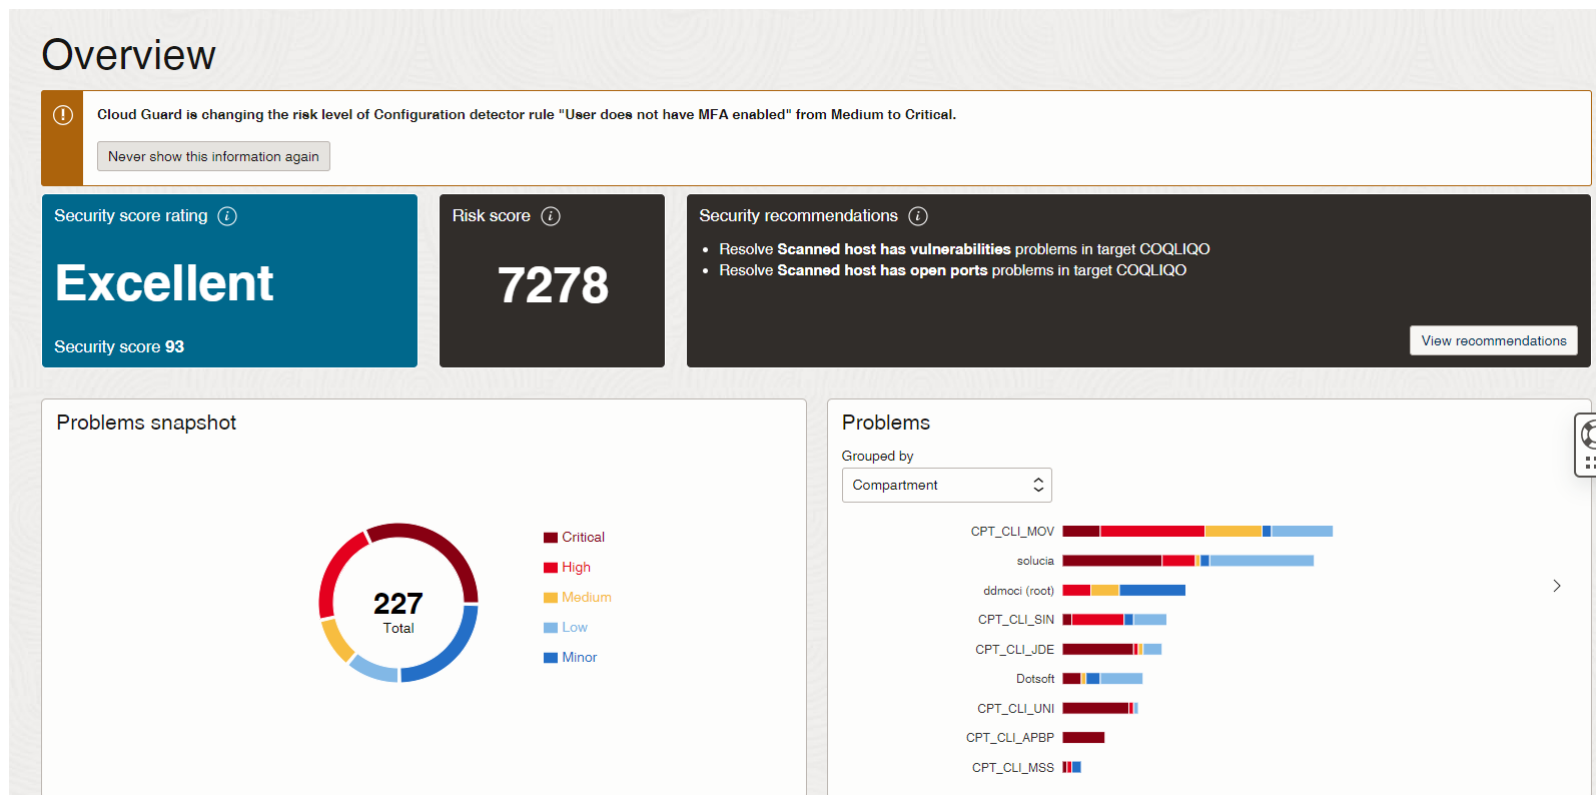 Overview
Cloud Guard is changing the risk level of Configuration detector rule "User does not have MFA enabled" from Medium to Critical.
Never show this information again
Security score rating
Excellent
Security score 93
Risk score
7278
Security recommendations
Resolve Scanned host has vulnerabilities problems in target COQLIQO
Resolve Scanned host has open ports problems in target COQLIQO
View recommendations
Problems snapshot
227
Total
Critical
High
Medium
Low
Minor
Problems
Grouped by
Compartment
CPT_CLI_MOV
solucia
ddmoci (root)
CPT_CLI_SIN
CPT_CLI_JDE
Dotsoft
CPT_CLI_UNI
CPT_CLI_APBP
CPT_CLI_MSS